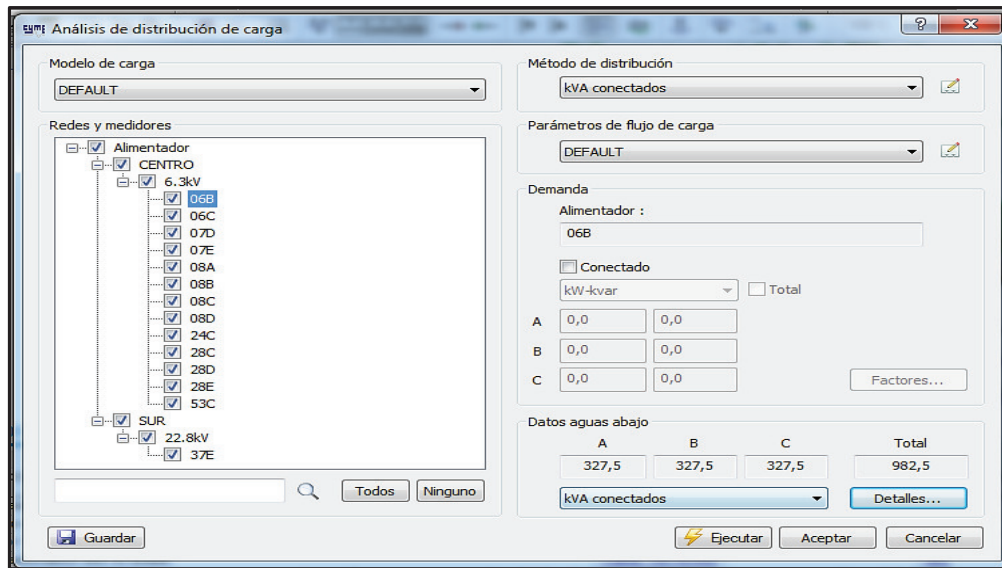 CYME Análisis de distribución de carga
Modelo de carga
DEFAULT
Redes y medidores
Alimentador
CENTRO
6.3kV
06B
06C
07D
07E
08A
08B
08C
08D
24C
28C
28D
28E
53C
SUR
22.8kV
37E
Todos Ninguno
Método de distribución
kVA conectados
Parámetros de flujo de carga
DEFAULT
Demanda
Alimentador :
06B
Conectado
kW-kvar Total
A 0,0 0,0
B 0,0 0,0
C 0,0 0,0
Factores...
Datos aguas abajo
A B C Total
327,5 327,5 327,5 982,5
kVA conectados Detalles...
Guardar Ejecutar Aceptar Cancelar